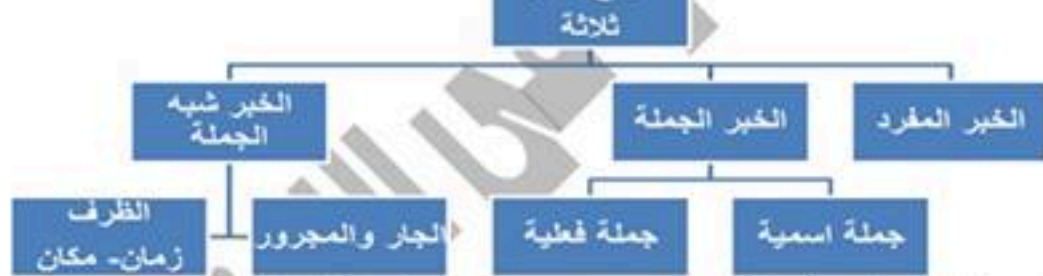 ثلاثة
الخبر المفرد
الخبر الجملة
الخبر شبه
الجملة
جملة اسمية
جملة فعلية
الجار والمجرور
الظرف
زمان- مكان